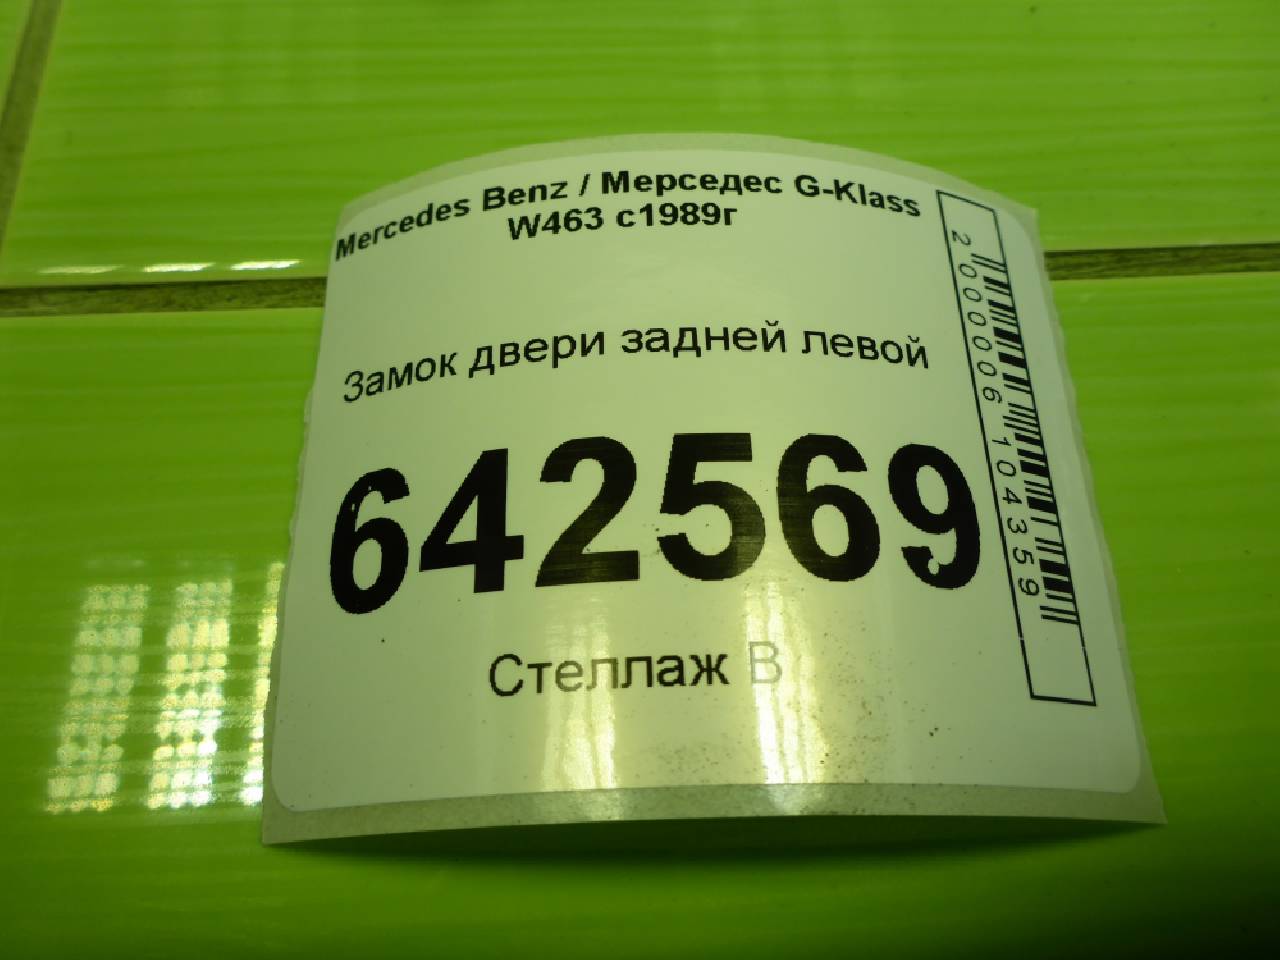 Mercedes Benz / Мерседес G-Klass
W463 с1989г
Замок двери задней левой
642569
Стеллаж В
2000006104359